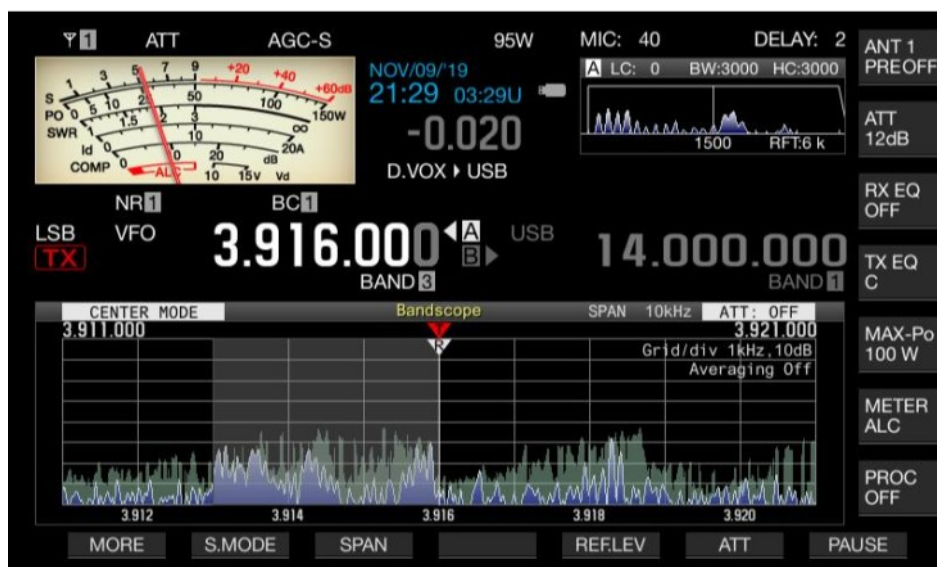 1 ATT AGC-S 95W MIC: 40 DELAY: 2
ANT 1
PREOFF
S 1 3 5 7 9 +20 +40 +60dB
PO 0 5 10 25 50 100 150W
SWR 1 1.5 2 3 ∞
Id 0 10 20A
COMP 0 10 20 dB
ALC 10 15V Vd
NOV/09/'19
21:29 03:29U
-0.020
D.VOX ▸ USB
A LC: 0 BW:3000 HC:3000
1500 RFT:6 k
ATT
12dB
RX EQ
OFF
NR 1 BC 1
LSB VFO 3.916.000 A USB 14.000.000
TX B
BAND 3 BAND 1
TX EQ
C
CENTER MODE Bandscope SPAN 10kHz ATT: OFF
3.911.000 T 3.921.000
R Grid/div 1kHz,10dB
Averaging Off
3.912 3.914 3.916 3.918 3.920
MAX-Po
100 W
METER
ALC
PROC
OFF
MORE S.MODE SPAN REF.LEV ATT PAUSE